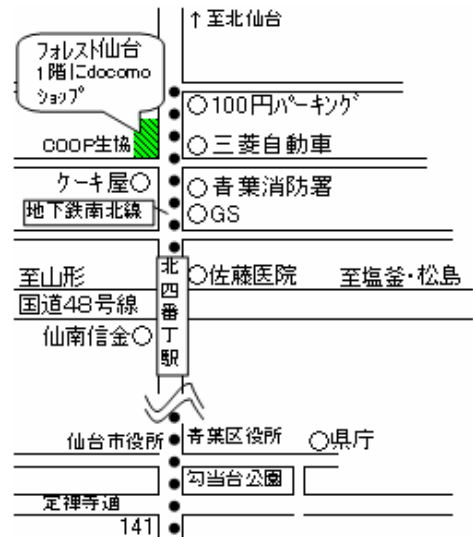 ↑至北仙台
フォレスト仙台
1階にdocomo
ショップ
○100円パーキング
COOP生協
○三菱自動車
ケーキ屋○
○青葉消防署
地下鉄南北線
○GS
至山形
北四番丁駅
○佐藤医院
至塩釜・松島
国道48号線
仙南信金○
仙台市役所
青葉区役所
○県庁
勾当台公園
定禅寺通
141